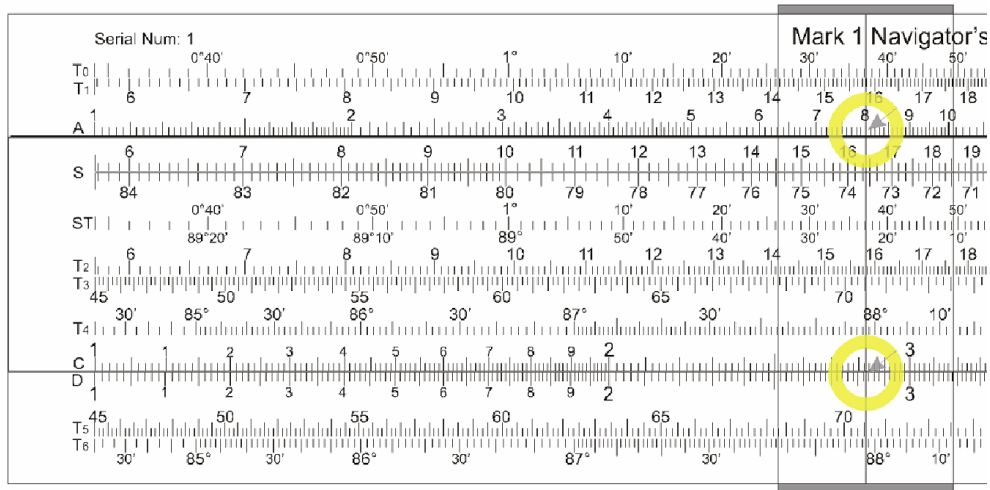 Serial Num: 1
Mark 1 Navigator's
T0 0°40' 0°50' 1° 10' 20' 30' 40' 50'
T1 6 7 8 9 10 11 12 13 14 15 16 17 18
A 1 2 3 4 5 6 7 8 9 10
6 7 8 9 10 11 12 13 14 15 16 17 18 19
S
84 83 82 81 80 79 78 77 76 75 74 73 72 71
0°40' 0°50' 1° 10' 20' 30' 40' 50'
ST
89°20' 89°10' 89° 50' 40' 30' 20' 10'
T2 6 7 8 9 10 11 12 13 14 15 16 17 18
T3
45 50 55 60 65 70
30' 85° 30' 86° 30' 87° 30' 88° 10'
T4
C 1 1 2 3 4 5 6 7 8 9 2 3
D 1 1 2 3 4 5 6 7 8 9 2 3
45 50 55 60 65 70
T5
T6
30' 85° 30' 86° 30' 87° 30' 88° 10'